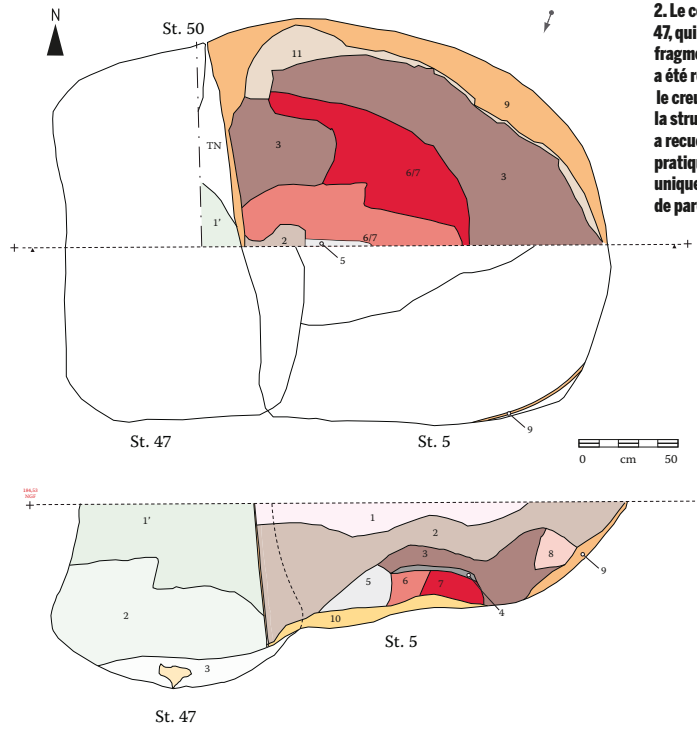 N
St. 50
11
9
TN
3
6/7
3
1'
2
6/7
5
9
St. 47
St. 5
0 cm 50
2. Le c
47, qui
fragm
a été r
le creu
la stru
a recu
pratiq
uniqu
de par
1'
1
2
3
8
9
5
6
7
2
10
4
3
St. 5
St. 47